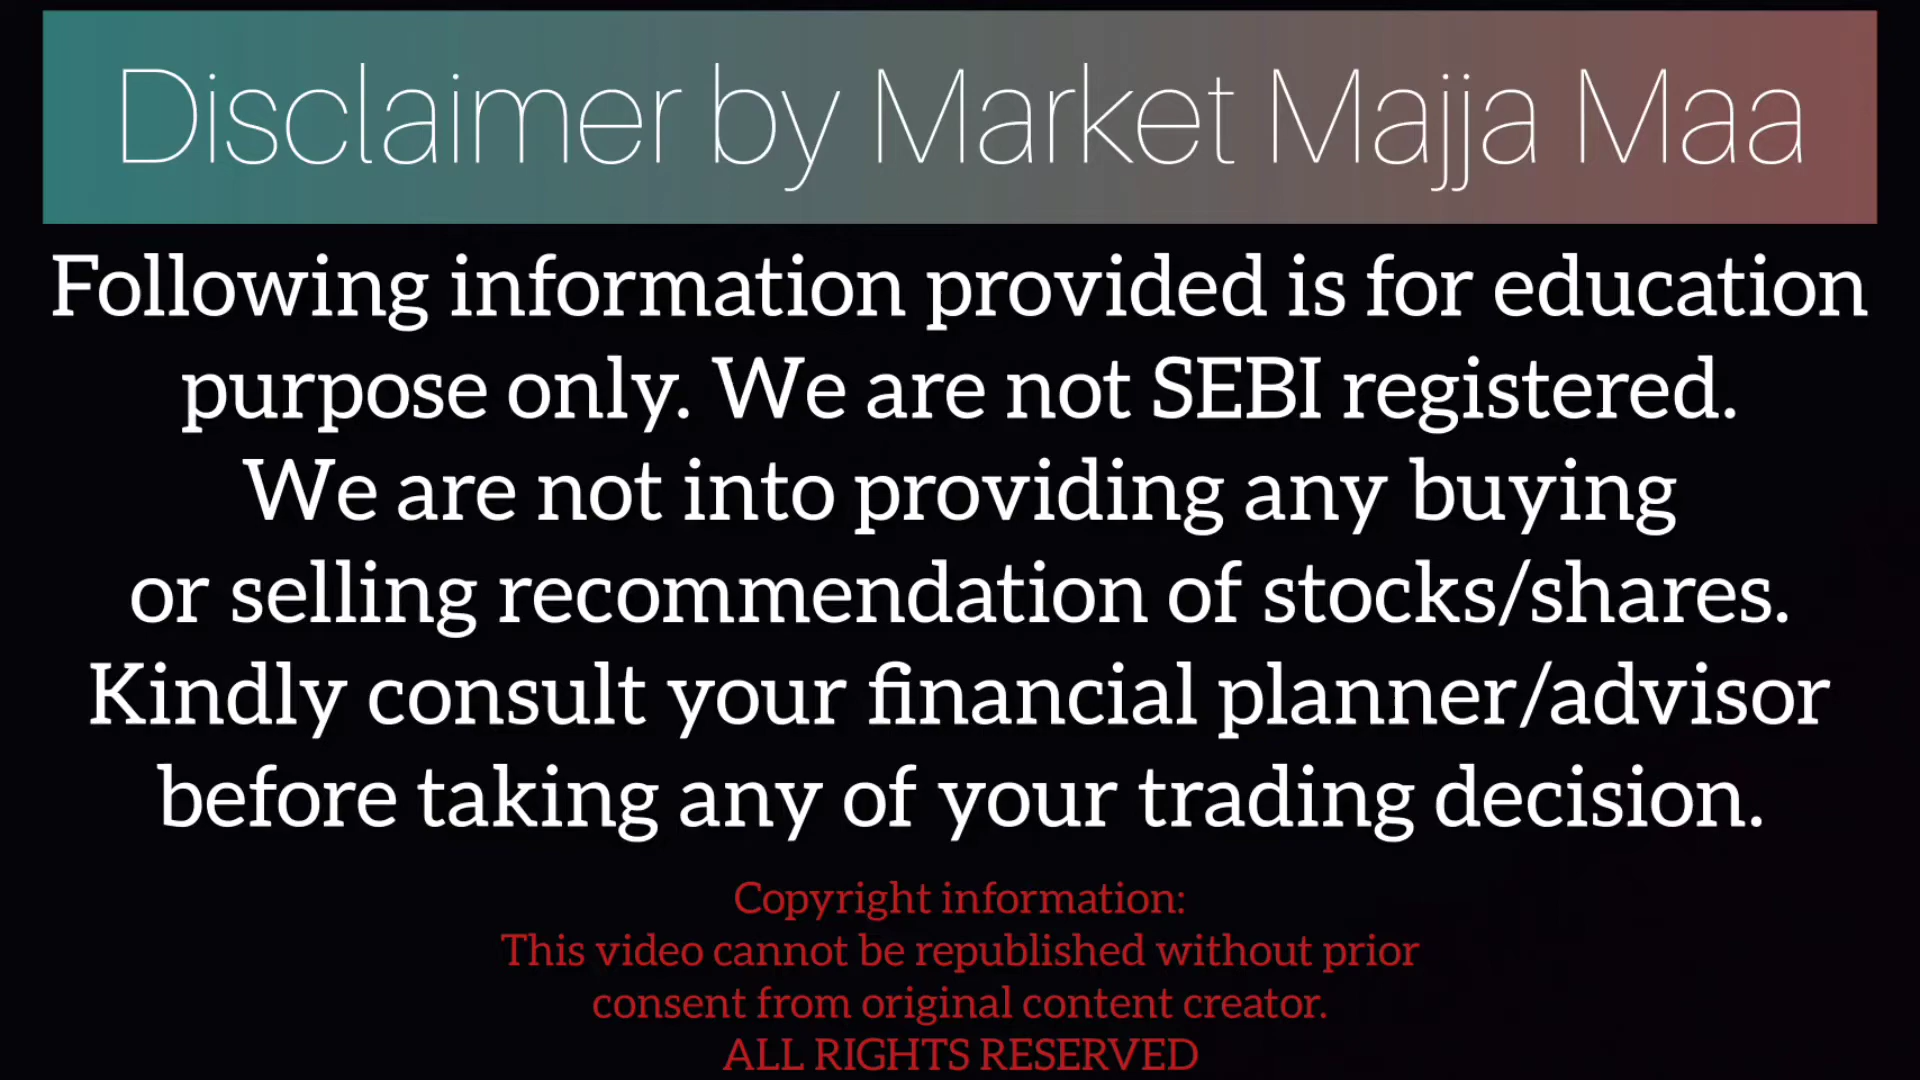 Disclaimer by Market Majja Maa
Following information provided is for education
purpose only. We are not SEBI registered.
We are not into providing any buying
or selling recommendation of stocks/shares.
Kindly consult your financial planner/advisor
before taking any of your trading decision.
Copyright information:
This video cannot be republished without prior
consent from original content creator.
ALL RIGHTS RESERVED